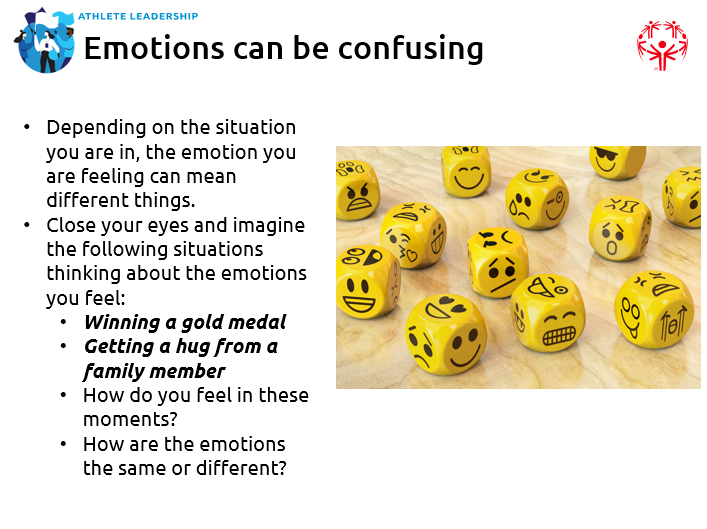 ATHLETE LEADERSHIP
Emotions can be confusing
• Depending on the situation
you are in, the emotion you
are feeling can mean
different things.
• Close your eyes and imagine
the following situations
thinking about the emotions
you feel:
• Winning a gold medal
• Getting a hug from a
family member
• How do you feel in these
moments?
• How are the emotions
the same or different?